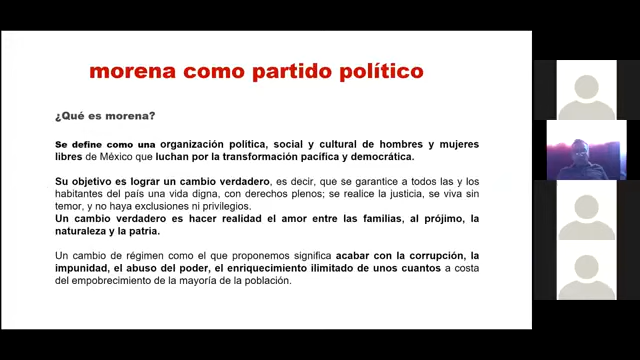 morena como partido político
¿Qué es morena?
Se define como una organización politica, social y cultural de hombres y mujeres
libres de México que luchan por la transformación pacífica y democrática.
Su objetivo es lograr un cambio verdadero, es decir, que se garantice a todos las y los
habitantes del país una vida digna, con derechos plenos; se realice la justicia, se viva sin
temor, y no haya exclusiones ni privilegios.
Un cambio verdadero es hacer realidad el amor entre las familias, al prójimo, la
naturaleza y la patria.
Un cambio de régimen como el que proponemos significa acabar con la corrupción, la
impunidad, el abuso del poder, el enriquecimiento ilimitado de unos cuantos a costa
del empobrecimiento de la mayoría de la población.